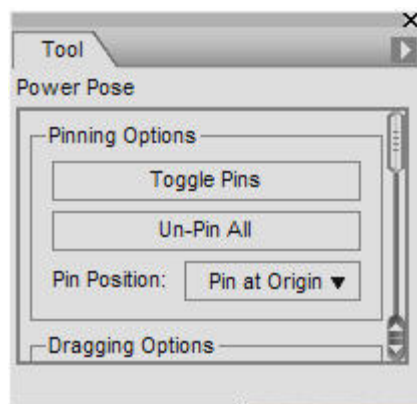 Tool
Power Pose
Pinning Options
Toggle Pins
Un-Pin All
Pin Position: Pin at Origin
Dragging Options